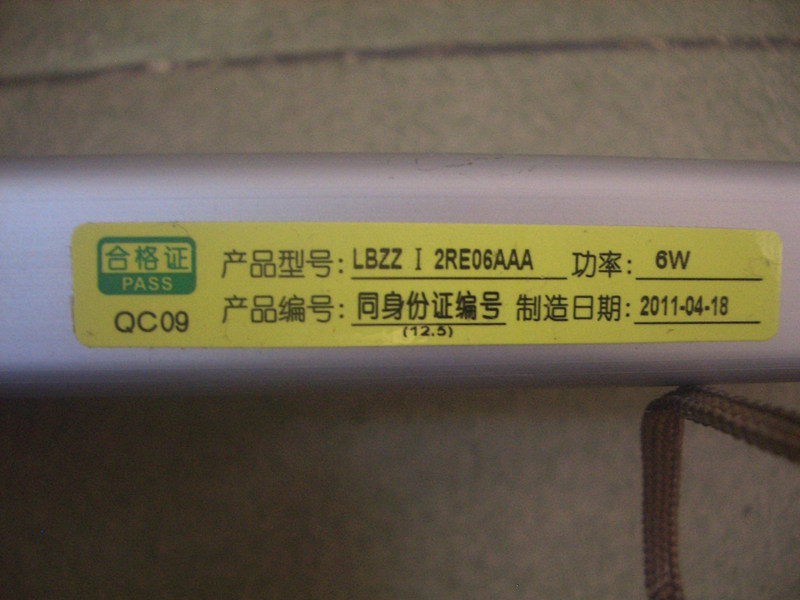 合格证
PASS
QC09
产品型号: LBZZ I 2RE06AAA 功率: 6W
产品编号: 同身份证编号 制造日期: 2011-04-18
(12.5)